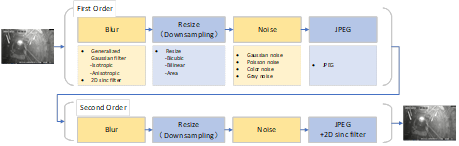 First Order
Blur
Resize
(Downsampling)
Noise
JPEG
• Generalized
Gaussian filter
-Isotropic
-Anisotropic
• 2D sinc filter
• Resize
-Bicubic
-Bilinear
-Area
• Gaussian noise
• Poisson noise
• Color noise
• Gray noise
• JPEG
Second Order
Blur
Resize
(Downsampling)
Noise
JPEG
+2D sinc filter